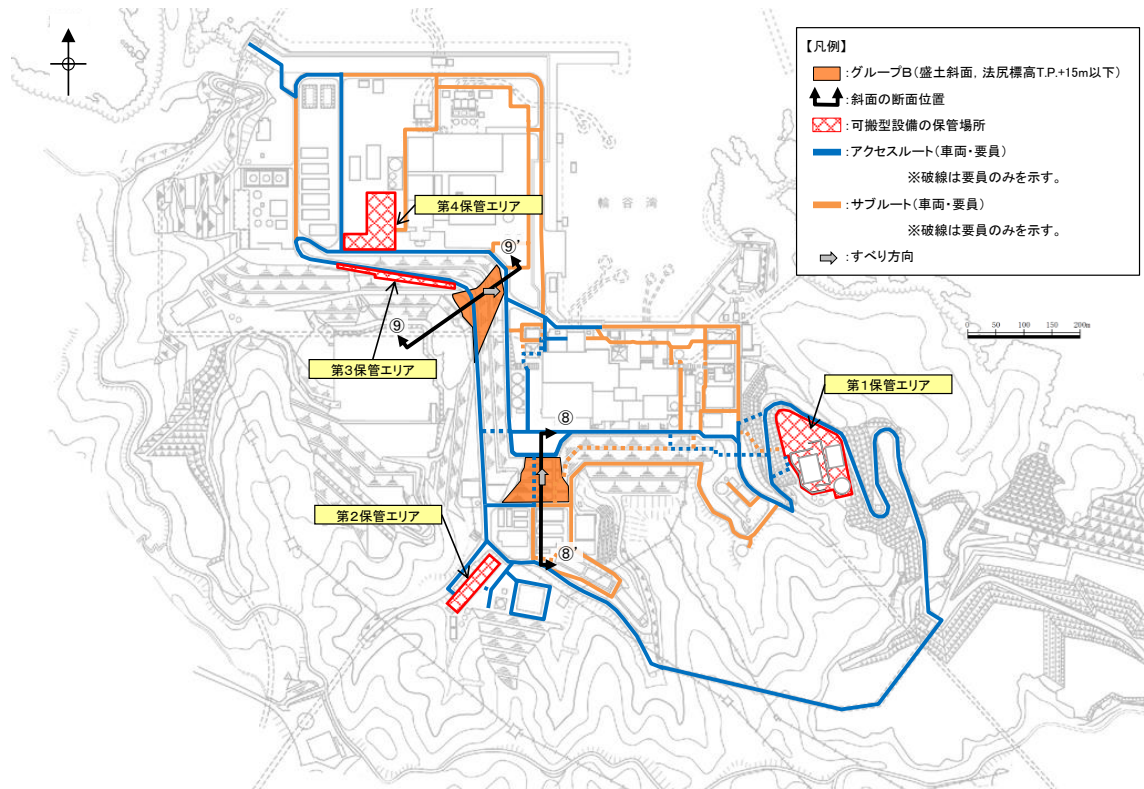 【凡例】
:グループB(盛土斜面, 法尻標高T.P.+15m以下)
:斜面の断面位置
:可搬型設備の保管場所
:アクセスルート(車両・要員)
※破線は要員のみを示す。
:サブルート(車両・要員)
※破線は要員のみを示す。
:すべり方向
第4保管エリア
輪谷湾
⑨'
⑨
0 50 100 150 200m
第3保管エリア
第1保管エリア
⑧
第2保管エリア
⑧'